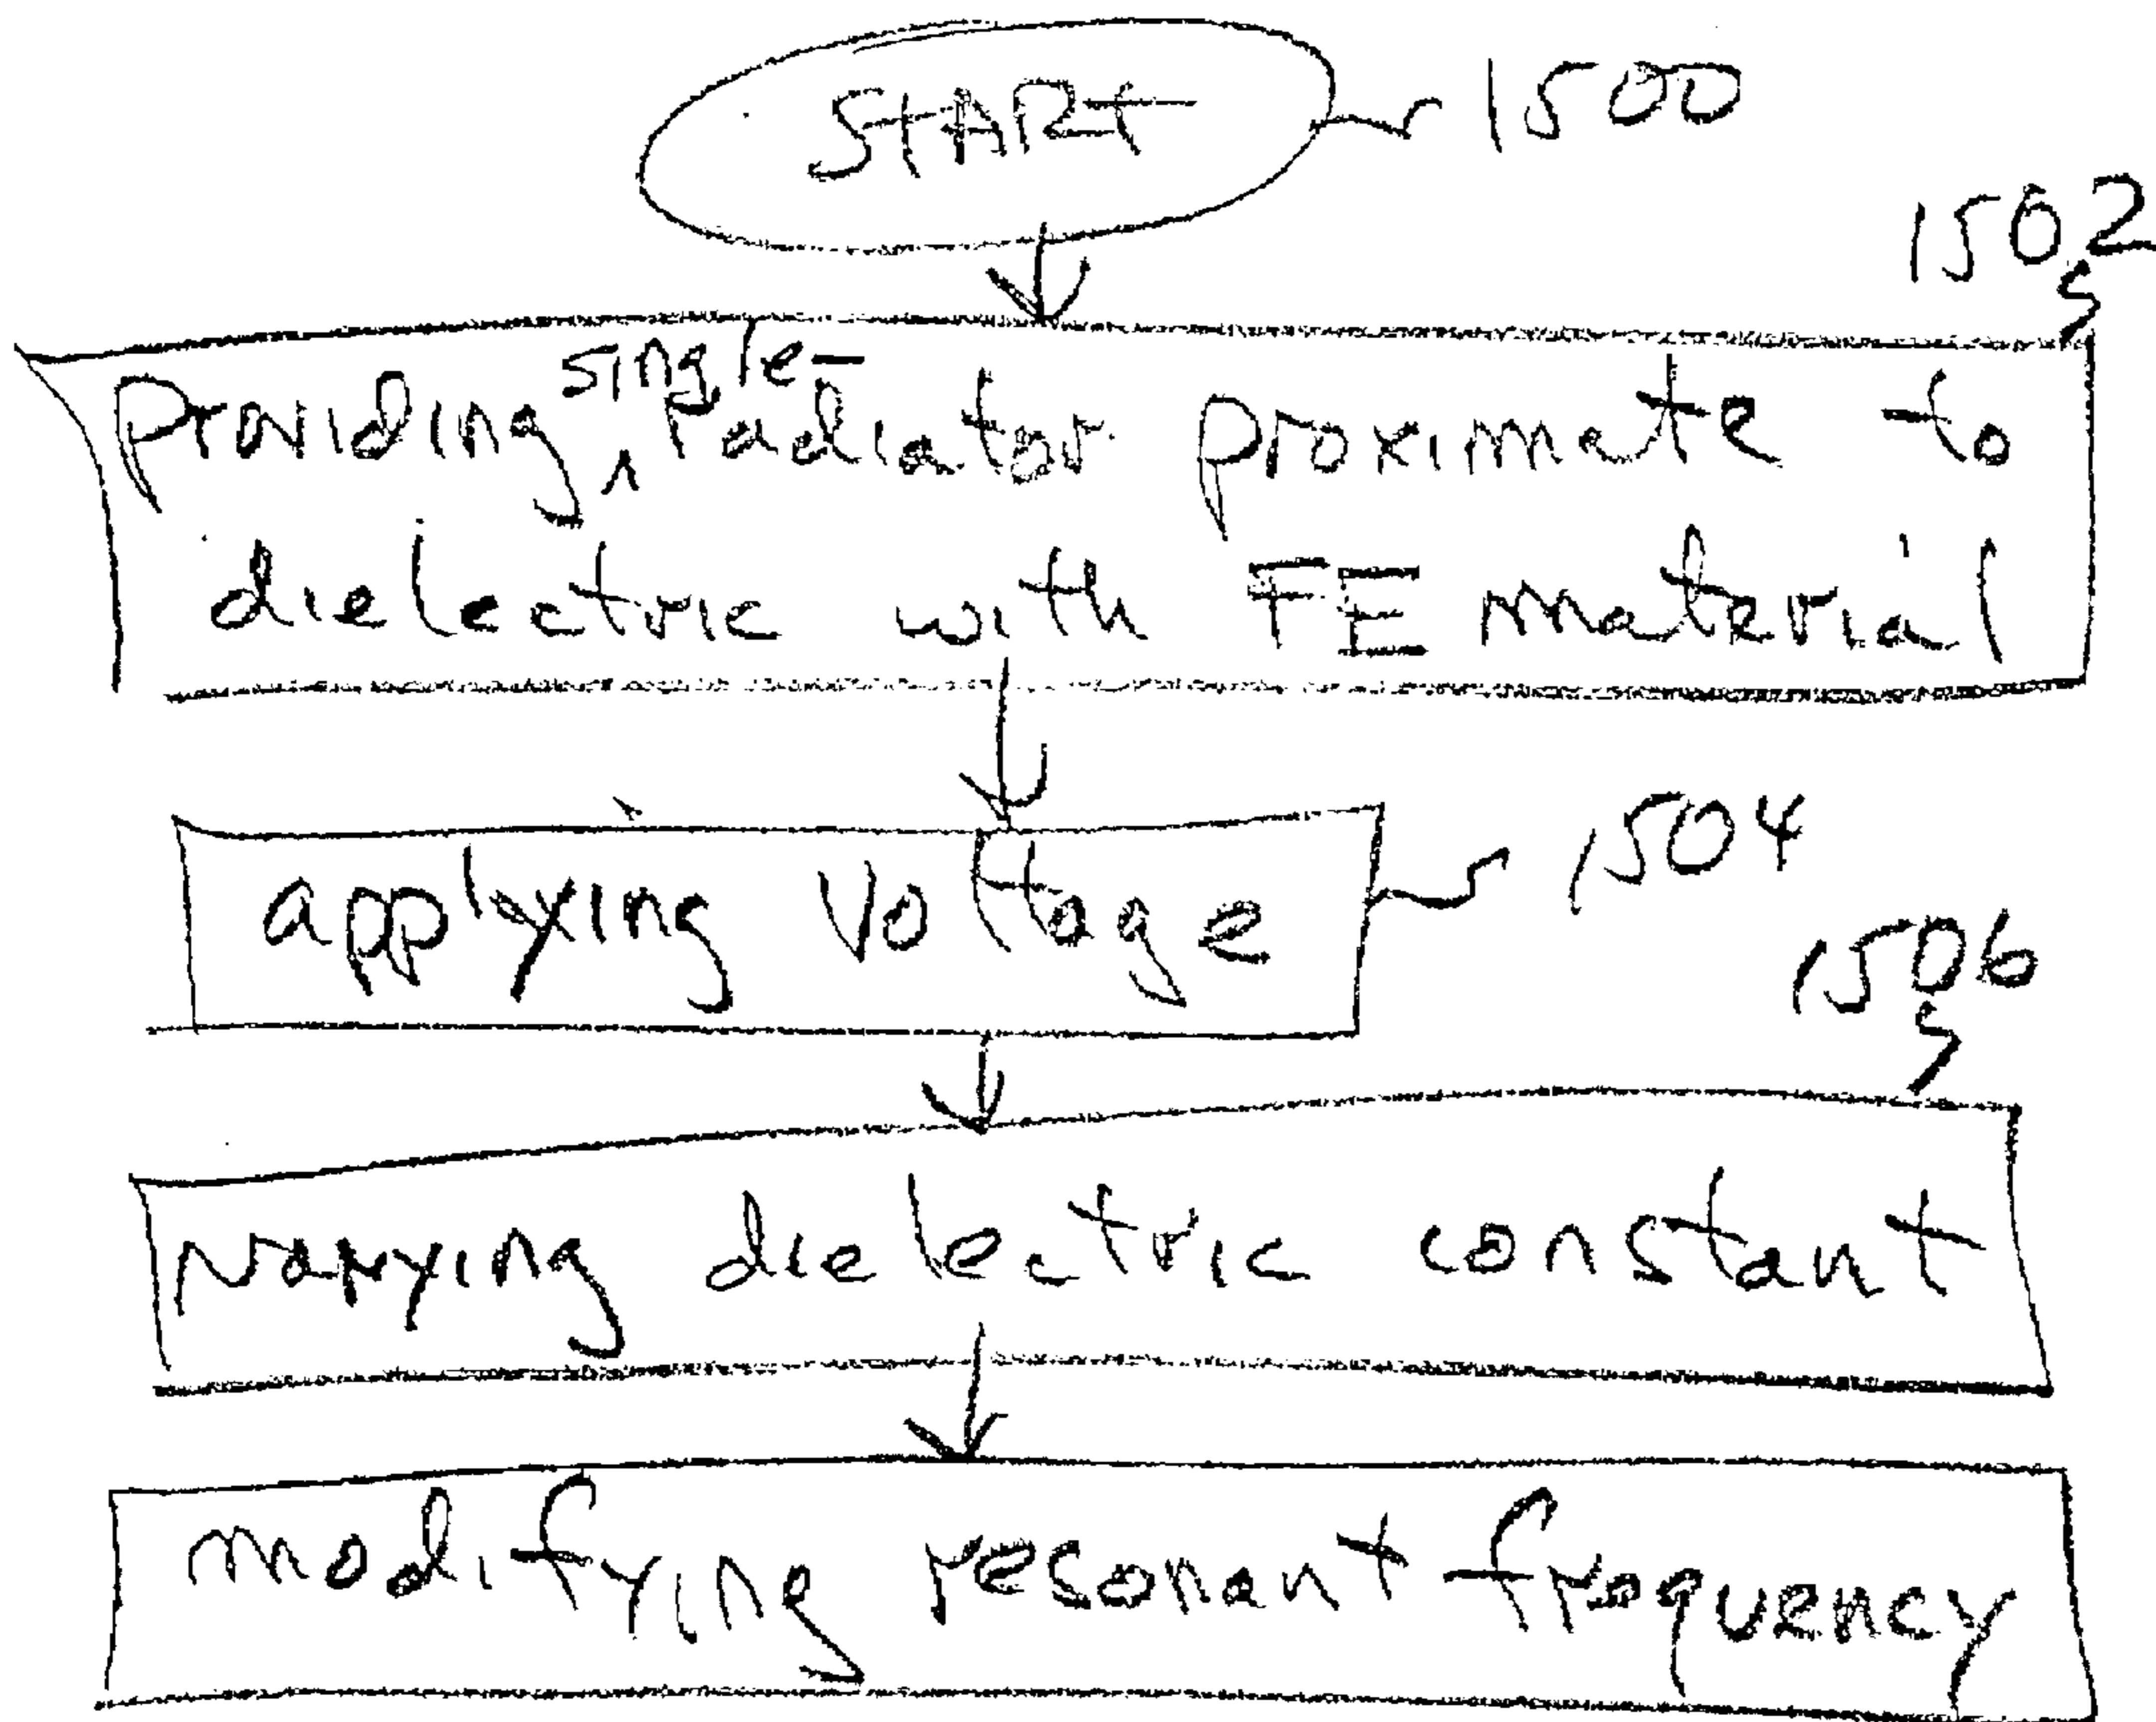 START 1500
1502
single-
Providing ^ radiator proximate to
dielectric with FE material
applying voltage 1504
1506
varying dielectric constant
modifying resonant frequency